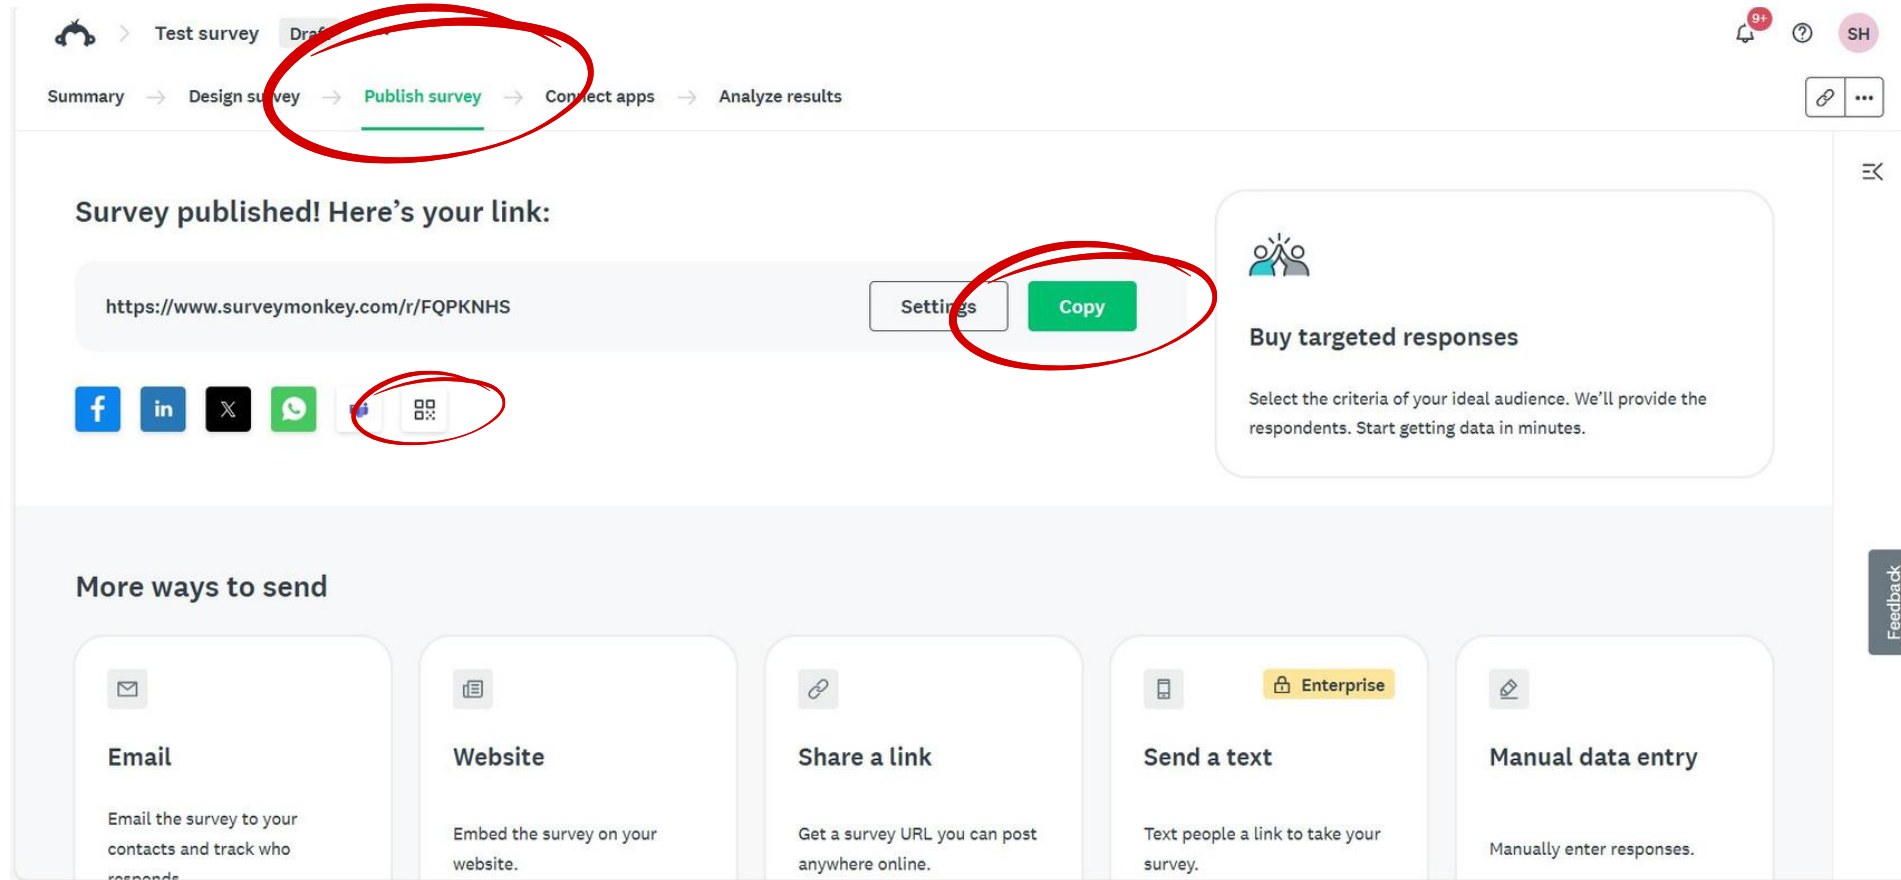 Test survey
9+
SH
Summary
Design survey
Publish survey
Connect apps
Analyze results
Survey published! Here's your link:
https://www.surveymonkey.com/r/FQPKNHS
Settings
Copy
Buy targeted responses
Select the criteria of your ideal audience. We'll provide the
respondents. Start getting data in minutes.
More ways to send
Email
Email the survey to your
contacts and track who
responds
Website
Embed the survey on your
website.
Share a link
Get a survey URL you can post
anywhere online.
Enterprise
Send a text
Text people a link to take your
survey.
Manual data entry
Manually enter responses.
Feedback